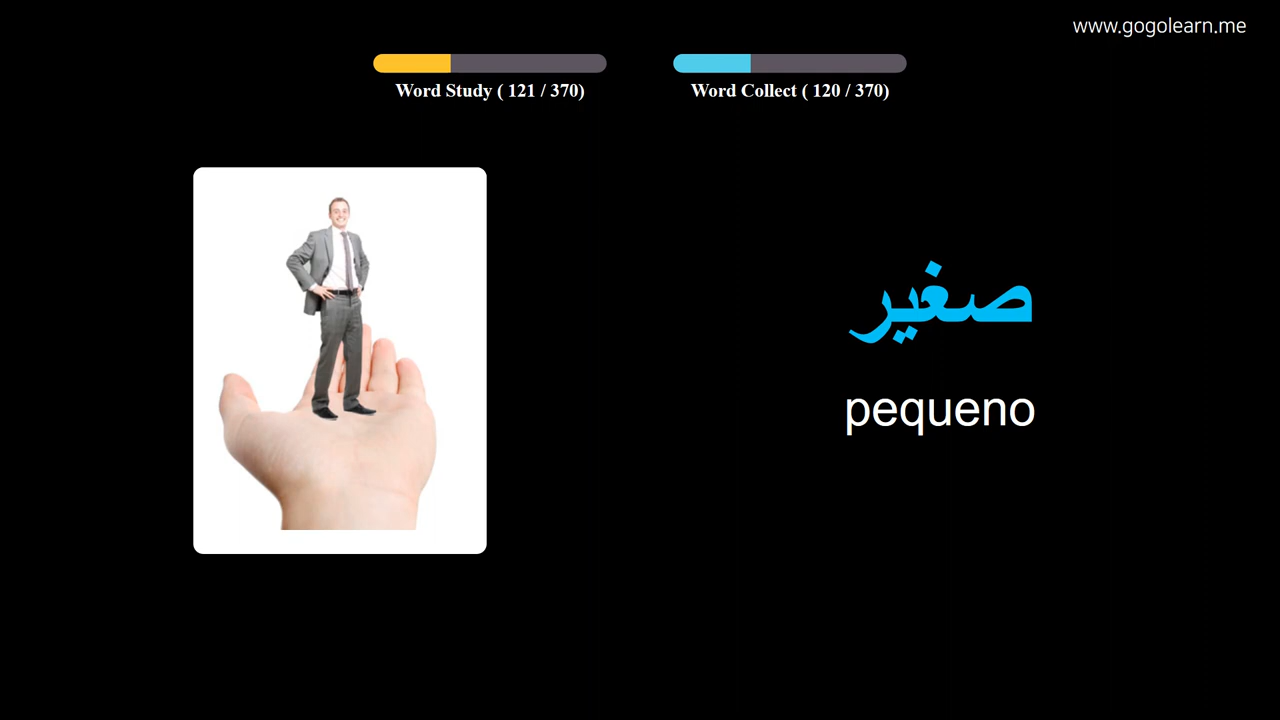 www.gogolearn.me
Word Study ( 121 / 370)
Word Collect ( 120 / 370)
صغير
pequeno